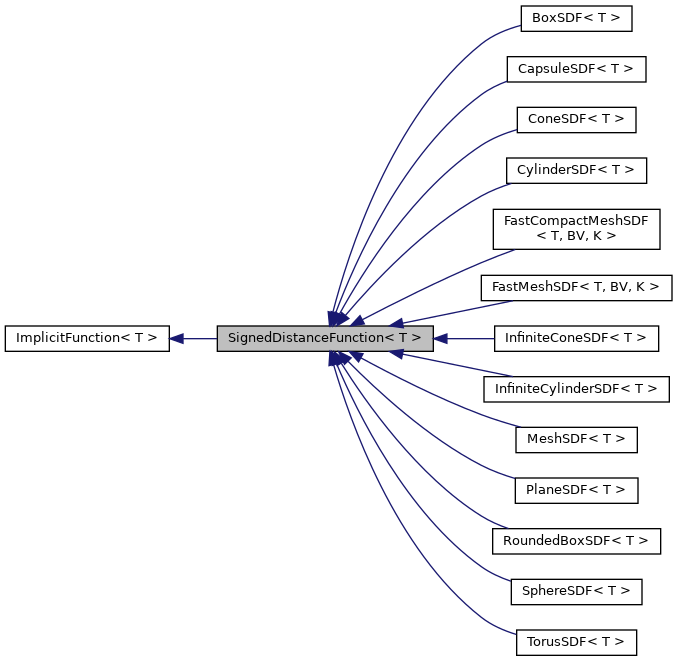 BoxSDF< T >
CapsuleSDF< T >
ConeSDF< T >
CylinderSDF< T >
FastCompactMeshSDF
< T, BV, K >
FastMeshSDF< T, BV, K >
ImplicitFunction< T >
SignedDistanceFunction< T >
InfiniteConeSDF< T >
InfiniteCylinderSDF< T >
MeshSDF< T >
PlaneSDF< T >
RoundedBoxSDF< T >
SphereSDF< T >
TorusSDF< T >